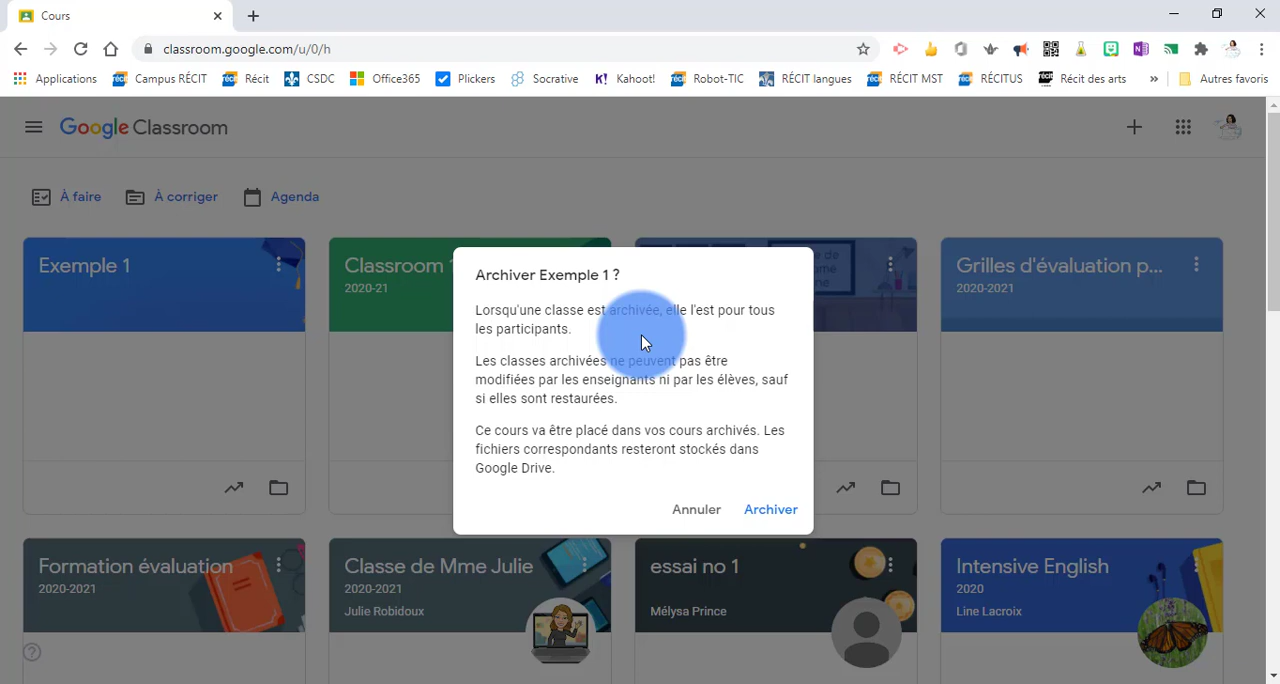 Cours
classroom.google.com/u/0/h
Applications
Campus RÉCIT
Récit
CSDC
Office365
Plickers
Socrative
Kahoot!
Robot-TIC
RÉCIT langues
RÉCIT MST
RÉCITUS
Récit des arts
Autres favoris
Google Classroom
À faire
À corriger
Agenda
Exemple 1
Classroom
2020-21
Grilles d'évaluation p...
2020-2021
Archiver Exemple 1 ?
Lorsqu'une classe est archivée, elle l'est pour tous
les participants.
Les classes archivées ne peuvent pas être
modifiées par les enseignants ni par les élèves, sauf
si elles sont restaurées.
Ce cours va être placé dans vos cours archivés. Les
fichiers correspondants resteront stockés dans
Google Drive.
Annuler
Archiver
Formation évaluation
2020-2021
Classe de Mme Julie
2020-2021
Julie Robidoux
essai no 1
Mélysa Prince
Intensive English
2020
Line Lacroix